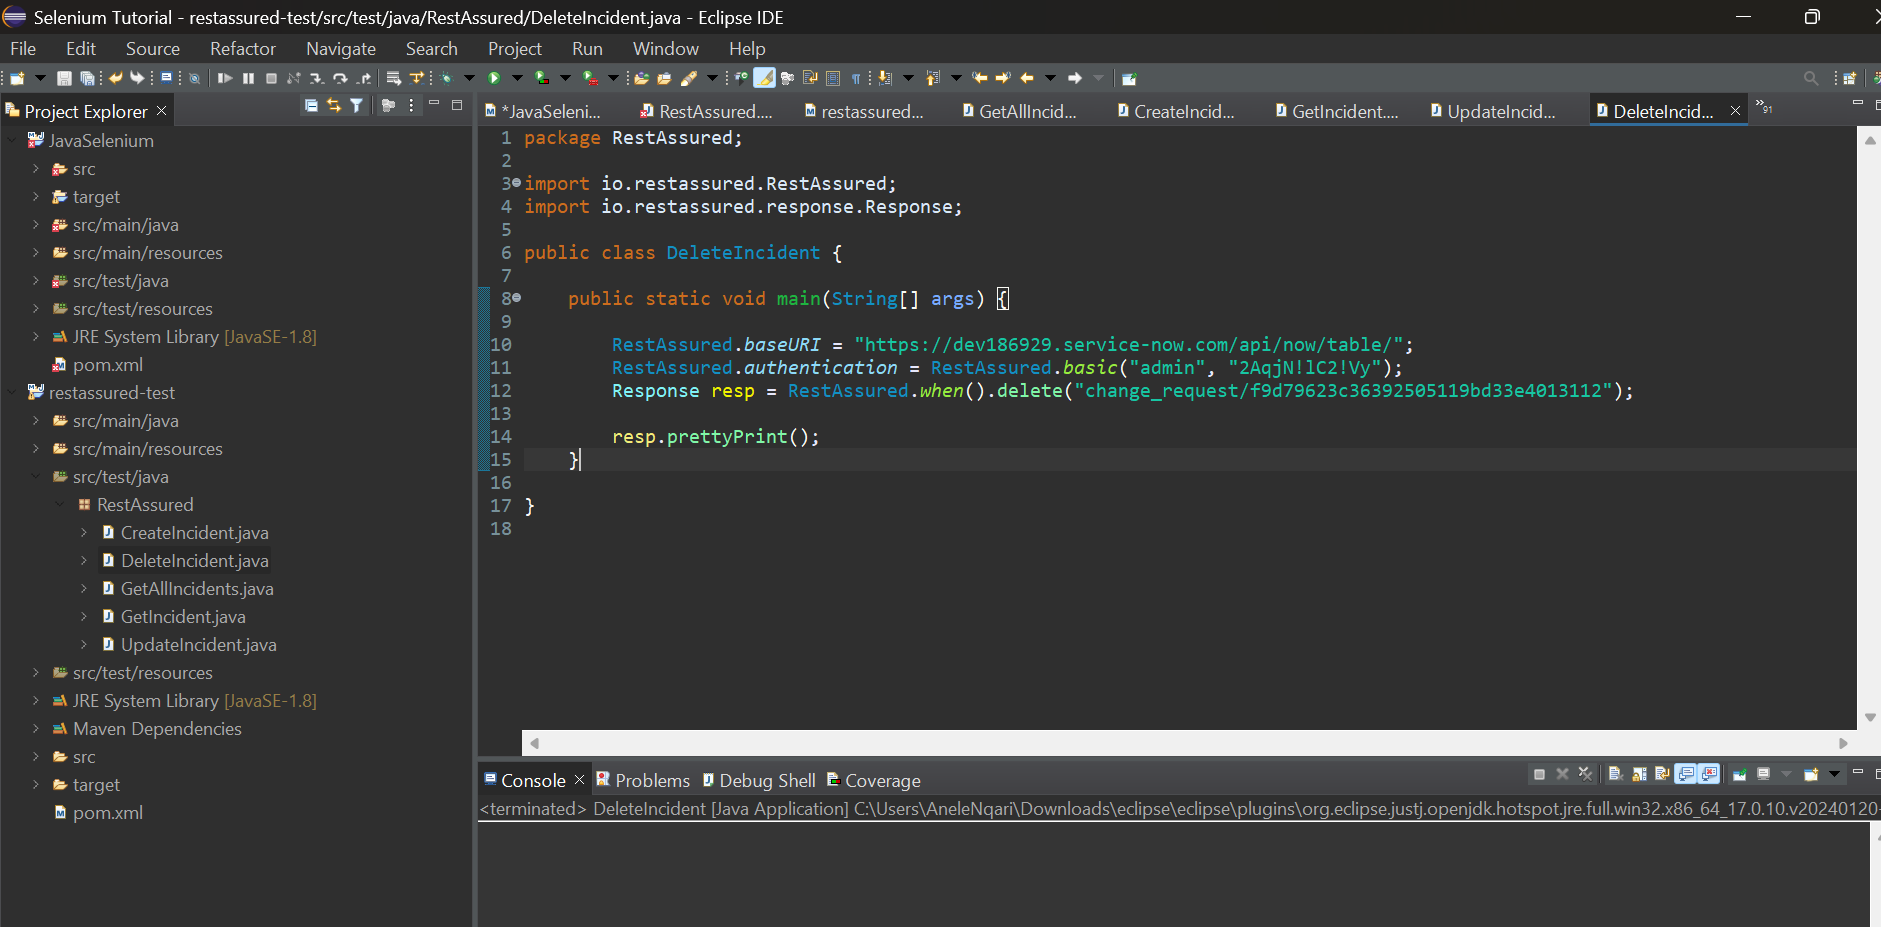 Selenium Tutorial - restassured-test/src/test/java/RestAssured/DeleteIncident.java - Eclipse IDE
File Edit Source Refactor Navigate Search Project Run Window Help
Project Explorer
JavaSelenium
src
target
src/main/java
src/main/resources
src/test/java
src/test/resources
JRE System Library [JavaSE-1.8]
pom.xml
restassured-test
src/main/java
src/main/resources
src/test/java
RestAssured
CreateIncident.java
DeleteIncident.java
GetAllIncidents.java
GetIncident.java
UpdateIncident.java
src/test/resources
JRE System Library [JavaSE-1.8]
Maven Dependencies
src
target
pom.xml
*JavaSeleni... RestAssured.... restassured... GetAllIncid... CreateIncid... GetIncident.... UpdateIncid... DeleteIncid... »91
1 package RestAssured;
2
3 import io.restassured.RestAssured;
4 import io.restassured.response.Response;
5
6 public class DeleteIncident {
7
8 public static void main(String[] args) {
9
10 RestAssured.baseURI = "https://dev186929.service-now.com/api/now/table/";
11 RestAssured.authentication = RestAssured.basic("admin", "2AqjN!lC2!Vy");
12 Response resp = RestAssured.when().delete("change_request/f9d79623c36392505119bd33e4013112");
13
14 resp.prettyPrint();
15 }
16
17 }
18
Console Problems Debug Shell Coverage
<terminated> DeleteIncident [Java Application] C:\Users\AneleNqari\Downloads\eclipse\eclipse\plugins\org.eclipse.justj.openjdk.hotspot.jre.full.win32.x86_64_17.0.10.v20240120-